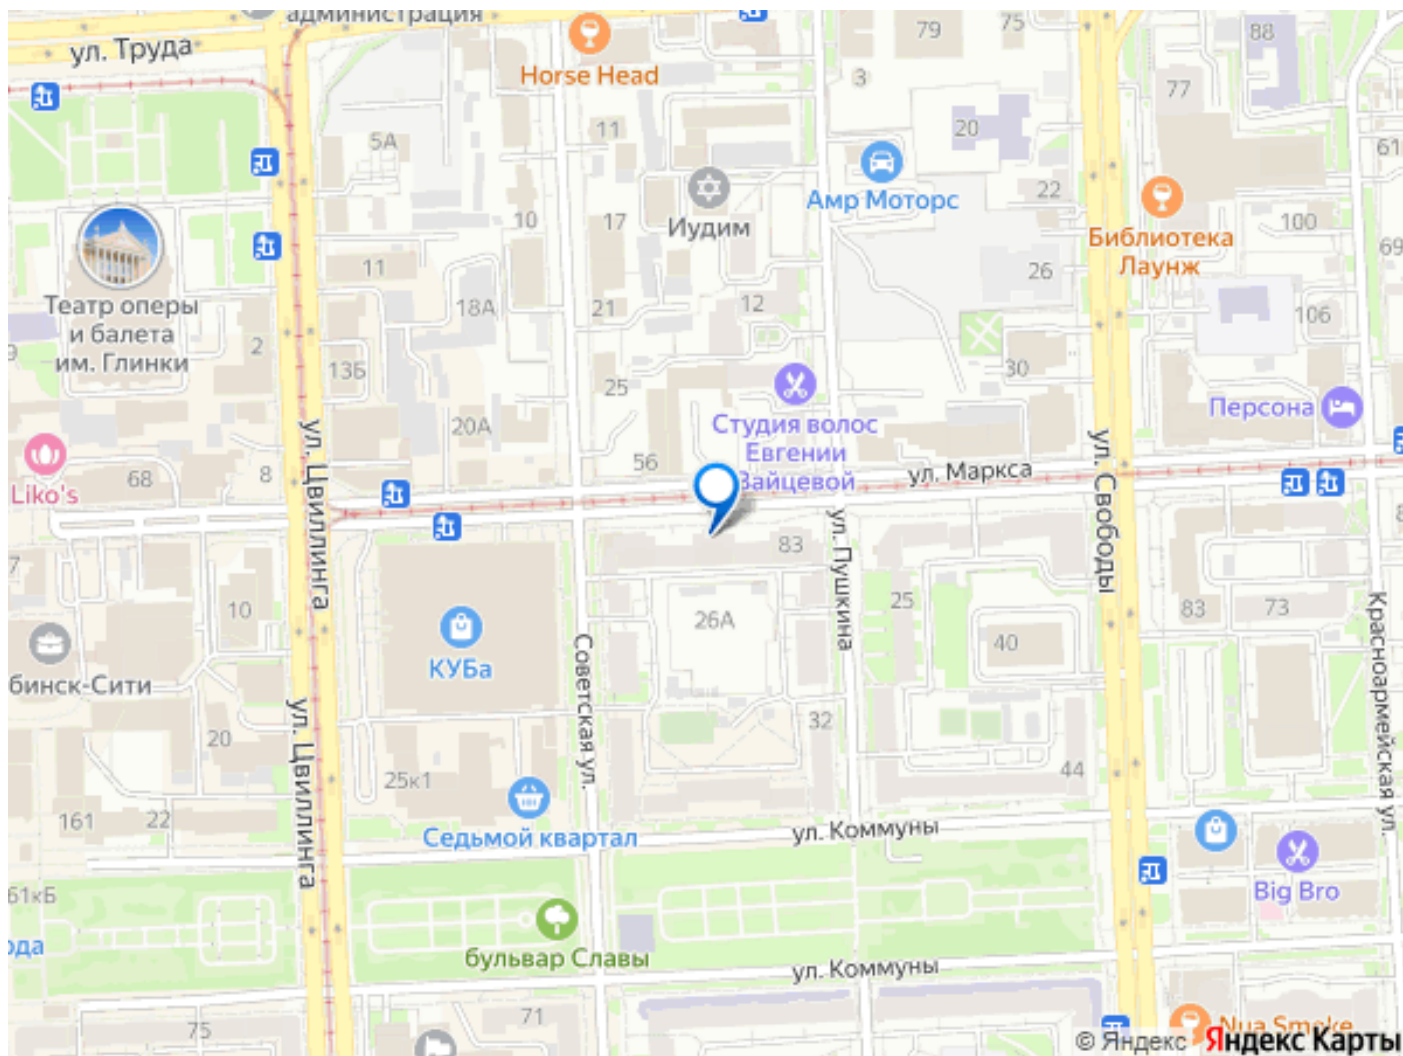 администрация
ул. Труда
Horse Head
79
75
88
77
3
20
5А
11
61
Амр Моторс
22
Иудим
10
17
100
Библиотека
Лаунж
69
11
26
Театр оперы
и балета
им. Глинки
18А
21
12
106
9
2
13Б
25
30
Студия волос
Евгении
Зайцевой
Персона
20А
ул. Цвиллинга
56
ул. Маркса
ул. Свободы
68
8
Liko's
83
ул. Пушкина
7
10
26А
25
83
73
Красноармейская ул.
бинск-Сити
КУБа
Советская ул.
40
ул. Цвиллинга
20
32
25к1
44
161
22
Седьмой квартал
ул. Коммуны
Big Bro
61кБ
ода
бульвар Славы
ул. Коммуны
75
71
Nua Smoke
© Яндекс Яндекс Карты